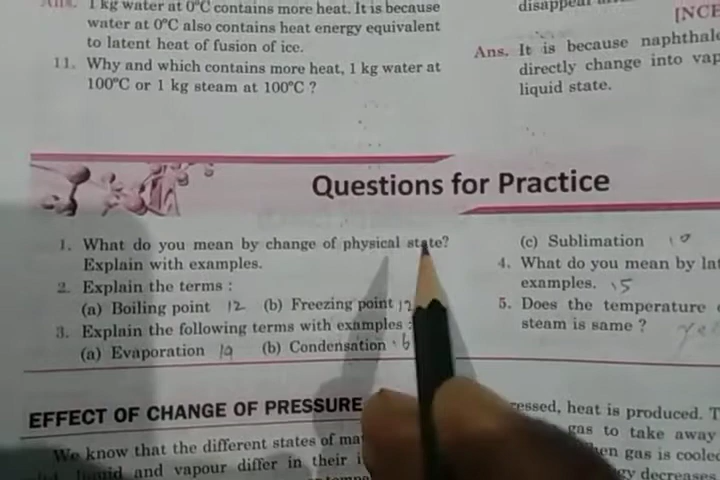 Ans. 1 kg water at 0°C contains more heat. It is because
water at 0°C also contains heat energy equivalent
to latent heat of fusion of ice.
11. Why and which contains more heat, 1 kg water at
100°C or 1 kg steam at 100°C ?
disappear
[NCE
Ans. It is because naphthale
directly change into vap
liquid state.
Questions for Practice
1. What do you mean by change of physical state?
Explain with examples.
2. Explain the terms :
(a) Boiling point 12 (b) Freezing point 12
3. Explain the following terms with examples :
(a) Evaporation 19 (b) Condensation
(c) Sublimation
4. What do you mean by lat
examples. 15
5. Does the temperature
steam is same ?
EFFECT OF CHANGE OF PRESSURE
We know that the different states of ma
liquid and vapour differ in their i
ressed, heat is produced. T
gas to take away
hen gas is cooled
gy decreases